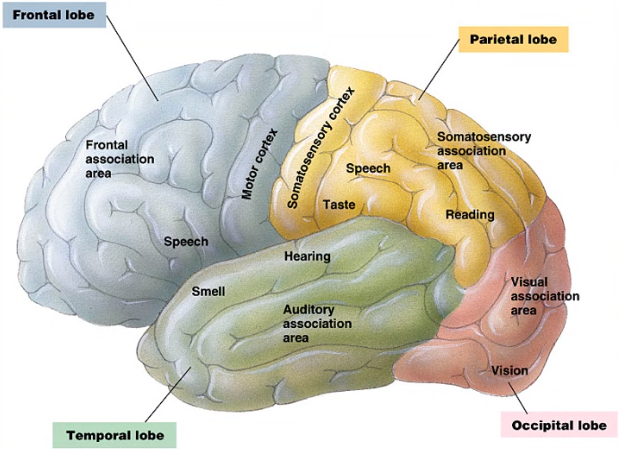 Frontal lobe
Parietal lobe
Frontal
association
area
Motor cortex
Somatosensory cortex
Somatosensory
association
area
Speech
Taste
Reading
Speech
Hearing
Smell
Auditory
association
area
Visual
association
area
Vision
Temporal lobe
Occipital lobe